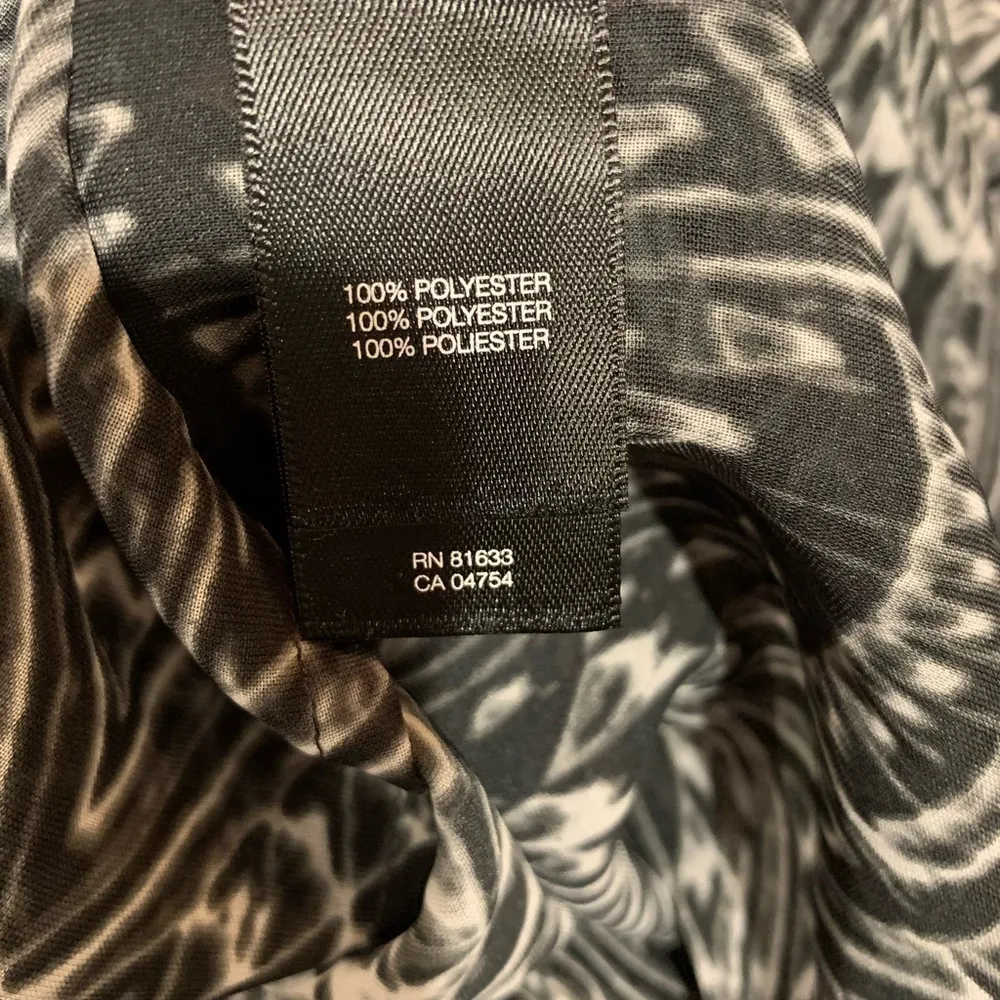 100% POLYESTER
100% POLYESTER
100% POLIESTER
RN 81633
CA 04754